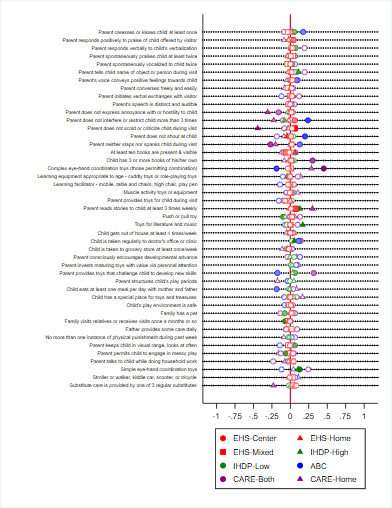 Parent caresses or kisses child at least once
Parent responds positively to praise of child offered by visitor
Parent responds verbally to child's verbalization
Parent spontaneously praises child at least twice
Parent spontaneously vocalized to child twice
Parent tells child name of object or person during visit
Parent's voice conveys positive feelings towards child
Parent converses freely and easily
Parent initiates verbal exchanges with visitor
Parent's speech is distinct and audible
Parent does not express annoyance with or hostility to child
Parent does not interfere or restrict child more than 3 times
Parent does not scold or criticize child during visit
Parent does not shout at child
Parent neither slaps nor spanks child during visit
At least ten books are present & visible
Child has 3 or more books of his/her own
Complex eye-hand coordination toys (those permitting combination)
Learning equipment appropriate to age - cuddly toys or role-playing toys
Learning facilitator - mobile, table and chairs, high chair, play pen
Muscle activity toys or equipment
Parent provides toys for child during visit
Parent reads stories to child at least 3 times weekly
Push or pull toy
Toys for literature and music
Child gets out of house at least 4 times/week
Child is taken regularly to doctor's office or clinic
Child is taken to grocery store at least once/week
Parent consciously encourages developmental advance
Parent invests maturing toys with value via personal attention
Parent provides toys that challenge child to develop new skills
Parent structures child's play periods
Child eats at least one meal per day with mother and father
Child has a special place for toys and treasures
Child's play environment is safe
Family has a pet
Family visits relatives or receives visits once a months or so
Father provides some care daily
No more than one instance of physical punishment during past week
Parent keeps child in visual range, looks at often
Parent permits child to engage in messy play
Parent talks to child while doing household work
Simple eye-hand coordination toys
Stroller or walker, kiddie car, scooter, or tricycle
Substitute care is provided by one of 3 regular substitutes
-1 -.75 -.5 -.25 0 .25 .5 .75 1
EHS-Center EHS-Home
EHS-Mixed IHDP-High
IHDP-Low ABC
CARE-Both CARE-Home